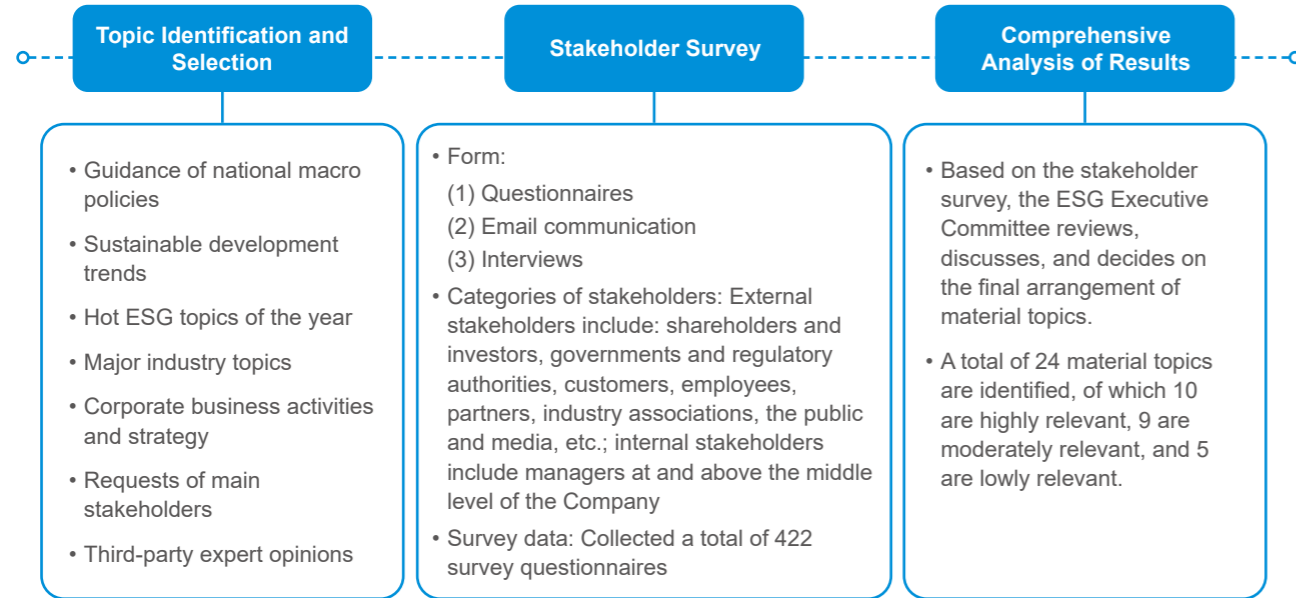 Topic Identification and
Selection
• Guidance of national macro
policies
• Sustainable development
trends
• Hot ESG topics of the year
• Major industry topics
• Corporate business activities
and strategy
• Requests of main
stakeholders
• Third-party expert opinions
Stakeholder Survey
• Form:
(1) Questionnaires
(2) Email communication
(3) Interviews
• Categories of stakeholders: External
stakeholders include: shareholders and
investors, governments and regulatory
authorities, customers, employees,
partners, industry associations, the public
and media, etc.; internal stakeholders
include managers at and above the middle
level of the Company
• Survey data: Collected a total of 422
survey questionnaires
Comprehensive
Analysis of Results
• Based on the stakeholder
survey, the ESG Executive
Committee reviews,
discusses, and decides on
the final arrangement of
material topics.
• A total of 24 material topics
are identified, of which 10
are highly relevant, 9 are
moderately relevant, and 5
are lowly relevant.